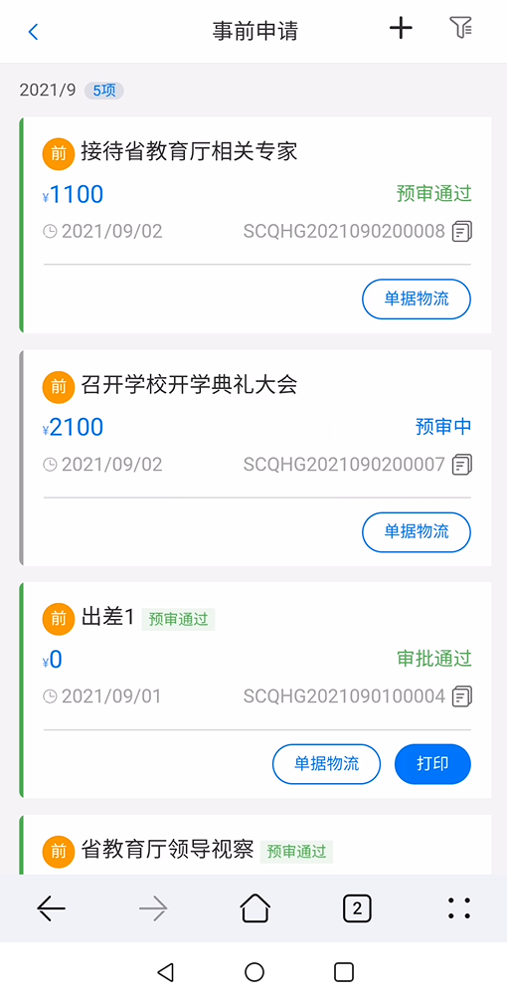 事前申请
2021/9 5项
前 接待省教育厅相关专家
¥1100 预审通过
2021/09/02 SCQHG2021090200008
单据物流
前 召开学校开学典礼大会
¥2100 预审中
2021/09/02 SCQHG2021090200007
单据物流
前 出差1 预审通过
¥0 审批通过
2021/09/01 SCQHG2021090100004
单据物流 打印
前 省教育厅领导视察 预审通过
2